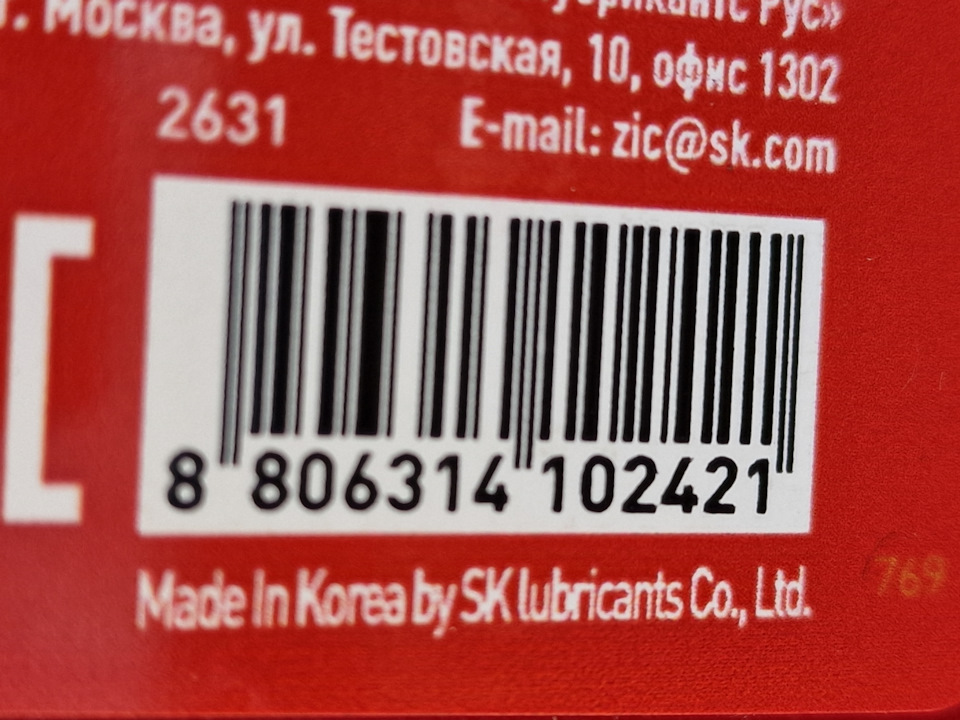 Рус»
г. Москва, ул. Тестовская, 10, офис 1302
2631 E-mail: zic@sk.com
8 806314 102421
769
Made In Korea by SK lubricants Co., Ltd.